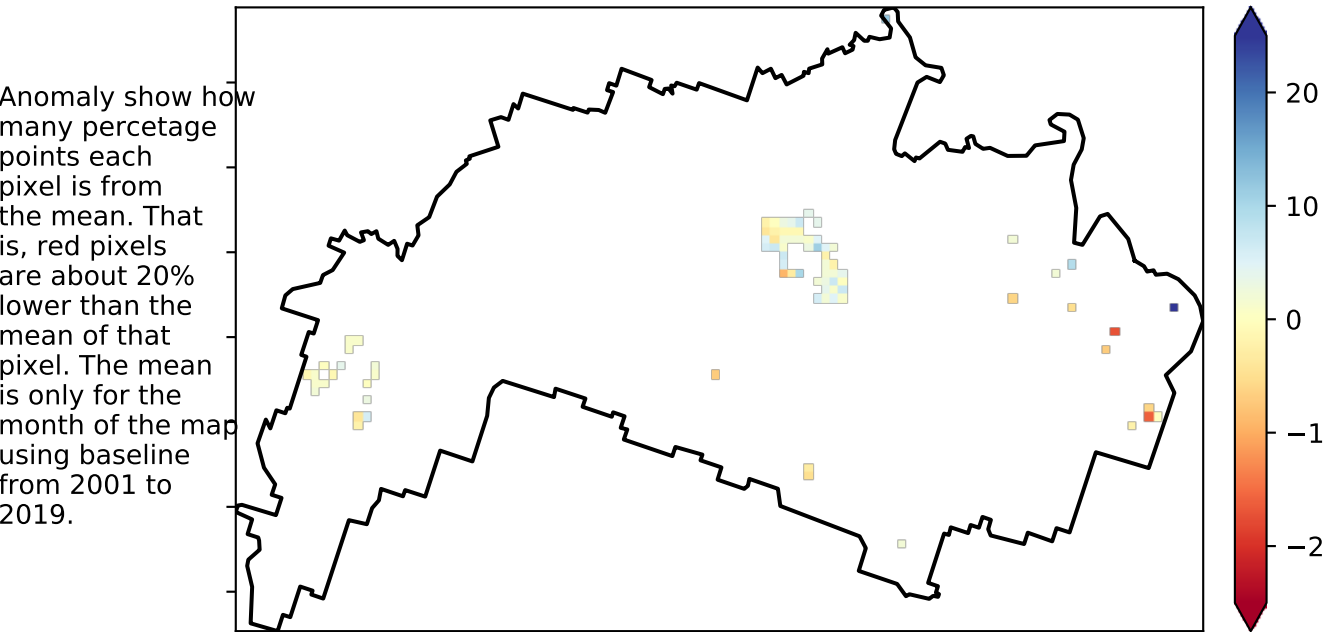 Anomaly show how
many percetage
points each
pixel is from
the mean. That
is, red pixels
are about 20%
lower than the
mean of that
pixel. The mean
is only for the
month of the map
using baseline
from 2001 to
2019.
20
10
0
−1
−2